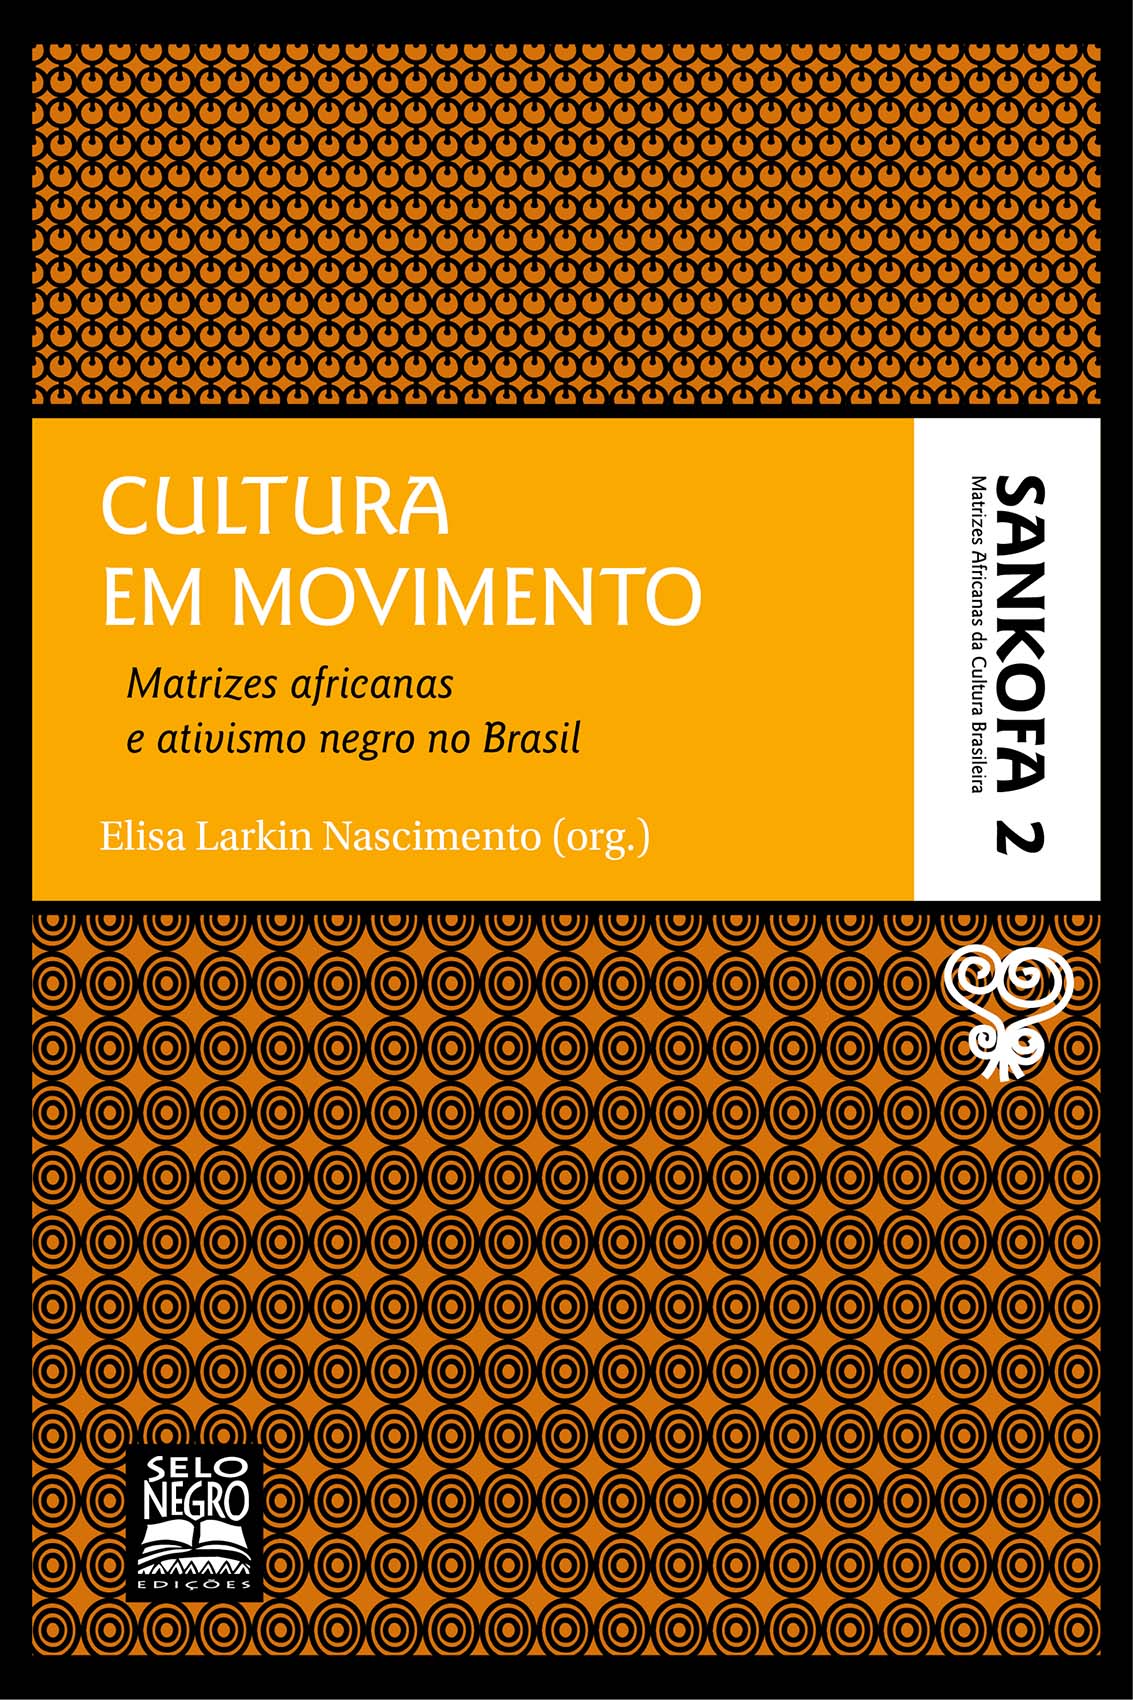 CULTURA
EM MOVIMENTO
Matrizes africanas
e ativismo negro no Brasil
Elisa Larkin Nascimento (org.)
SANKOFA 2
Matrizes Africanas da Cultura Brasileira
SELO
NEGRO
EDIÇÕES